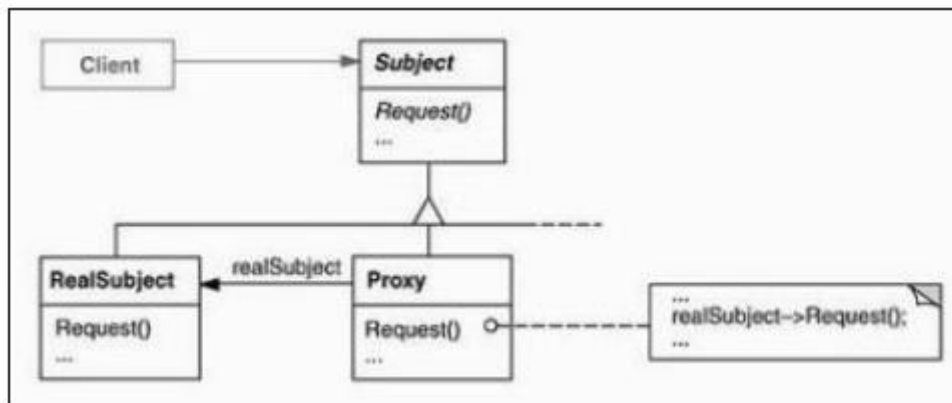 Client
Subject
Request()
...
RealSubject
Request()
...
realSubject
Proxy
Request()
...
...
realSubject->Request();
...